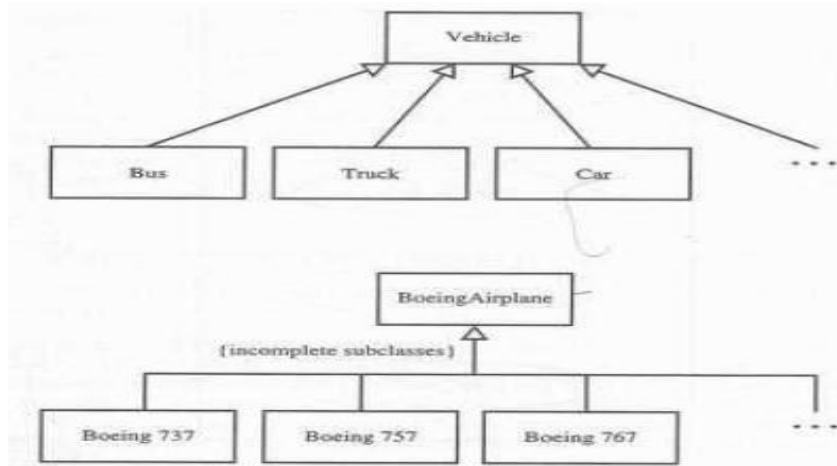 Vehicle
Bus Truck Car ....
BoeingAirplane
{incomplete subclasses}
Boeing 737 Boeing 757 Boeing 767 ....